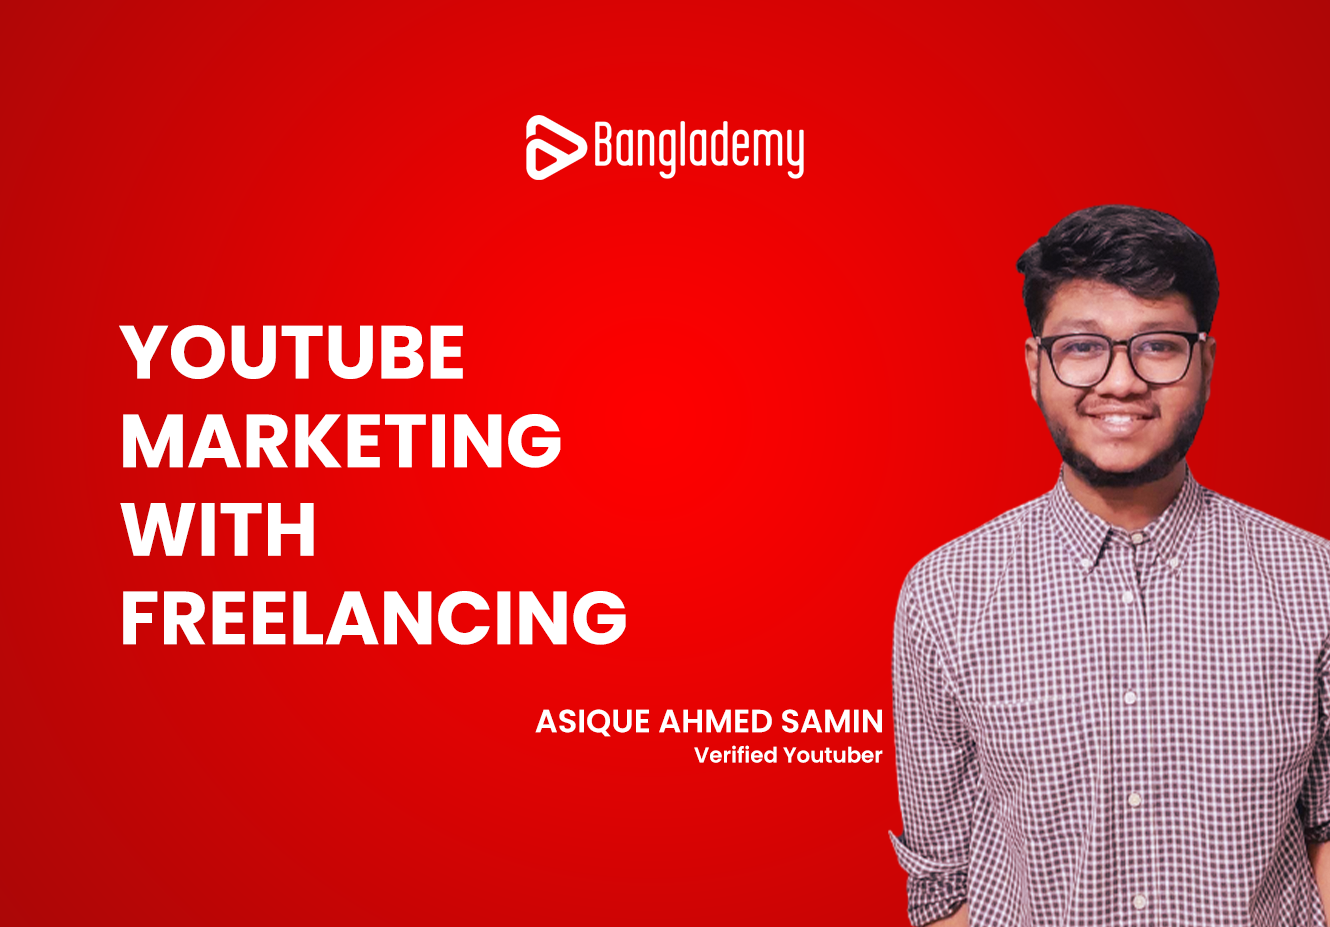 Banglademy
YOUTUBE
MARKETING
WITH
FREELANCING
ASIQUE AHMED SAMIN
Verified Youtuber